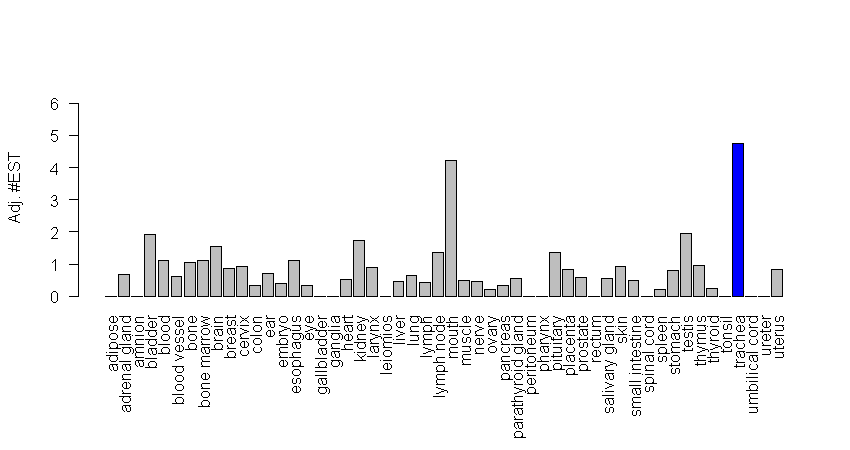 Adj. #EST
6
5
4
3
2
1
0
adipose
adrenal gland
amnion
bladder
blood
blood vessel
bone
bone marrow
brain
breast
cervix
colon
ear
embryo
esophagus
eye
gallbladder
ganglia
heart
kidney
larynx
leiomios
liver
lung
lymph
lymph node
mouth
muscle
nerve
ovary
pancreas
parathyroid gland
peritoneum
pharynx
pituitary
placenta
prostate
rectum
salivary gland
skin
small intestine
spinal cord
spleen
stomach
testis
thymus
thyroid
tonsil
trachea
umbilical cord
ureter
uterus